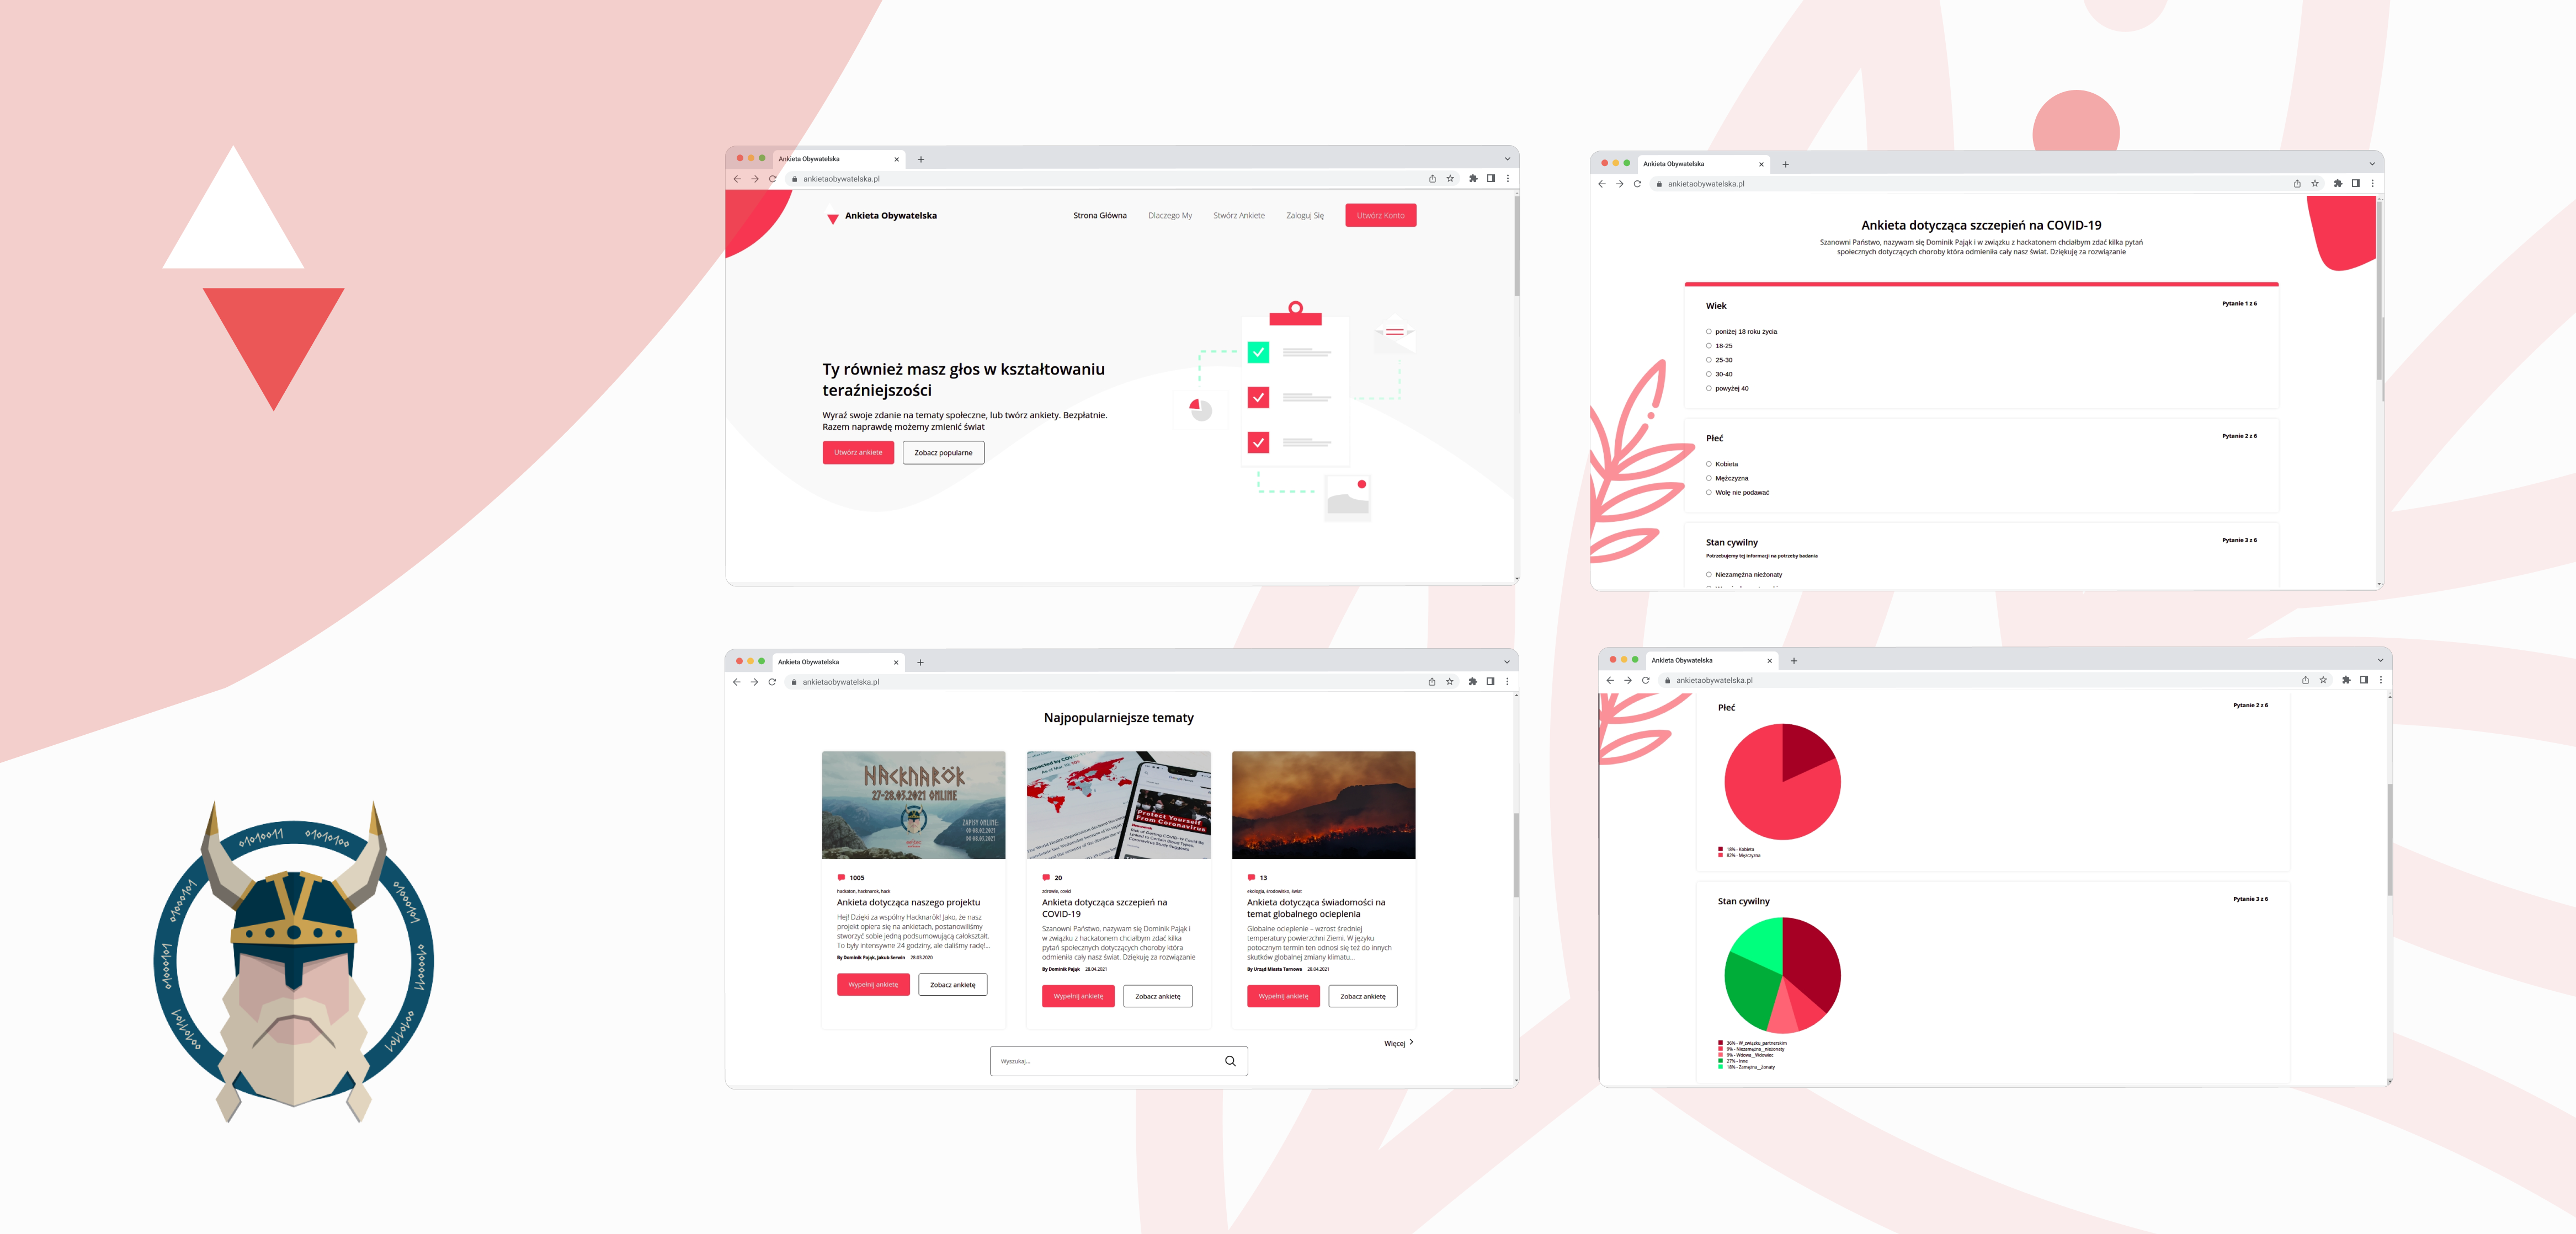 Ankieta Obywatelska
ankietaobywatelska.pl
Ankieta Obywatelska
Strona Główna
Dlaczego My
Stwórz Ankiete
Zaloguj Się
Utwórz Konto
Ty również masz głos w kształtowaniu
teraźniejszości
Wyraź swoje zdanie na tematy społeczne, lub twórz ankiety. Bezpłatnie.
Razem naprawdę możemy zmienić świat
Utwórz ankiete
Zobacz popularne
Ankieta Obywatelska
ankietaobywatelska.pl
Ankieta dotycząca szczepień na COVID-19
Szanowni Państwo, nazywam się Dominik Pająk i w związku z hackatonem chciałbym zdać kilka pytań
społecznych dotyczących choroby która odmieniła cały nasz świat. Dziękuję za rozwiązanie
Wiek
Pytanie 1 z 6
poniżej 18 roku życia
18-25
25-30
30-40
powyżej 40
Płeć
Pytanie 2 z 6
Kobieta
Mężczyzna
Wolę nie podawać
Stan cywilny
Pytanie 3 z 6
Potrzebujemy tej informacji na potrzeby badania
Niezamężna nieżonaty
Ankieta Obywatelska
ankietaobywatelska.pl
Najpopularniejsze tematy
HACKNARÖK
27-28.03.2021 ONLINE
ZAPISY ONLINE:
1005
hackaton, hacknarok, hack
Ankieta dotycząca naszego projektu
Hej! Dzięki za wspólny Hacknarök! Jako, że nasz
projekt opiera się na ankietach, postanowiliśmy
stworzyć sobie jedną podsumowującą całokształt.
To były intensywne 24 godziny, ale daliśmy radę!...
By Dominik Pająk, Jakub Serwin 28.03.2020
Wypełnij ankietę
Zobacz ankietę
Impacted by COV
Protect Yourself
From Coronavirus
20
zdrowie, covid
Ankieta dotycząca szczepień na
COVID-19
Szanowni Państwo, nazywam się Dominik Pająk i
w związku z hackatonem chciałbym zdać kilka
pytań społecznych dotyczących choroby która
odmieniła cały nasz świat. Dziękuję za rozwiązanie
By Dominik Pająk 28.04.2021
Wypełnij ankietę
Zobacz ankietę
13
ekologia, środowisko, świat
Ankieta dotycząca świadomości na
temat globalnego ocieplenia
Globalne ocieplenie – wzrost średniej
temperatury powierzchni Ziemi. W języku
potocznym termin ten odnosi się też do innych
skutków globalnej zmiany klimatu...
By Urząd Miasta Tarnowa 28.04.2021
Wypełnij ankietę
Zobacz ankietę
Więcej
Wyszukaj...
Ankieta Obywatelska
ankietaobywatelska.pl
Płeć
Pytanie 2 z 6
18% - Kobieta
82% - Mężczyzna
Stan cywilny
Pytanie 3 z 6
36% - W_związku_partnerskim
9% - Niezamężna__nieżonaty
9% - Wdowa__Wdowiec
27% - Inne
18% - Zamężna__Żonaty